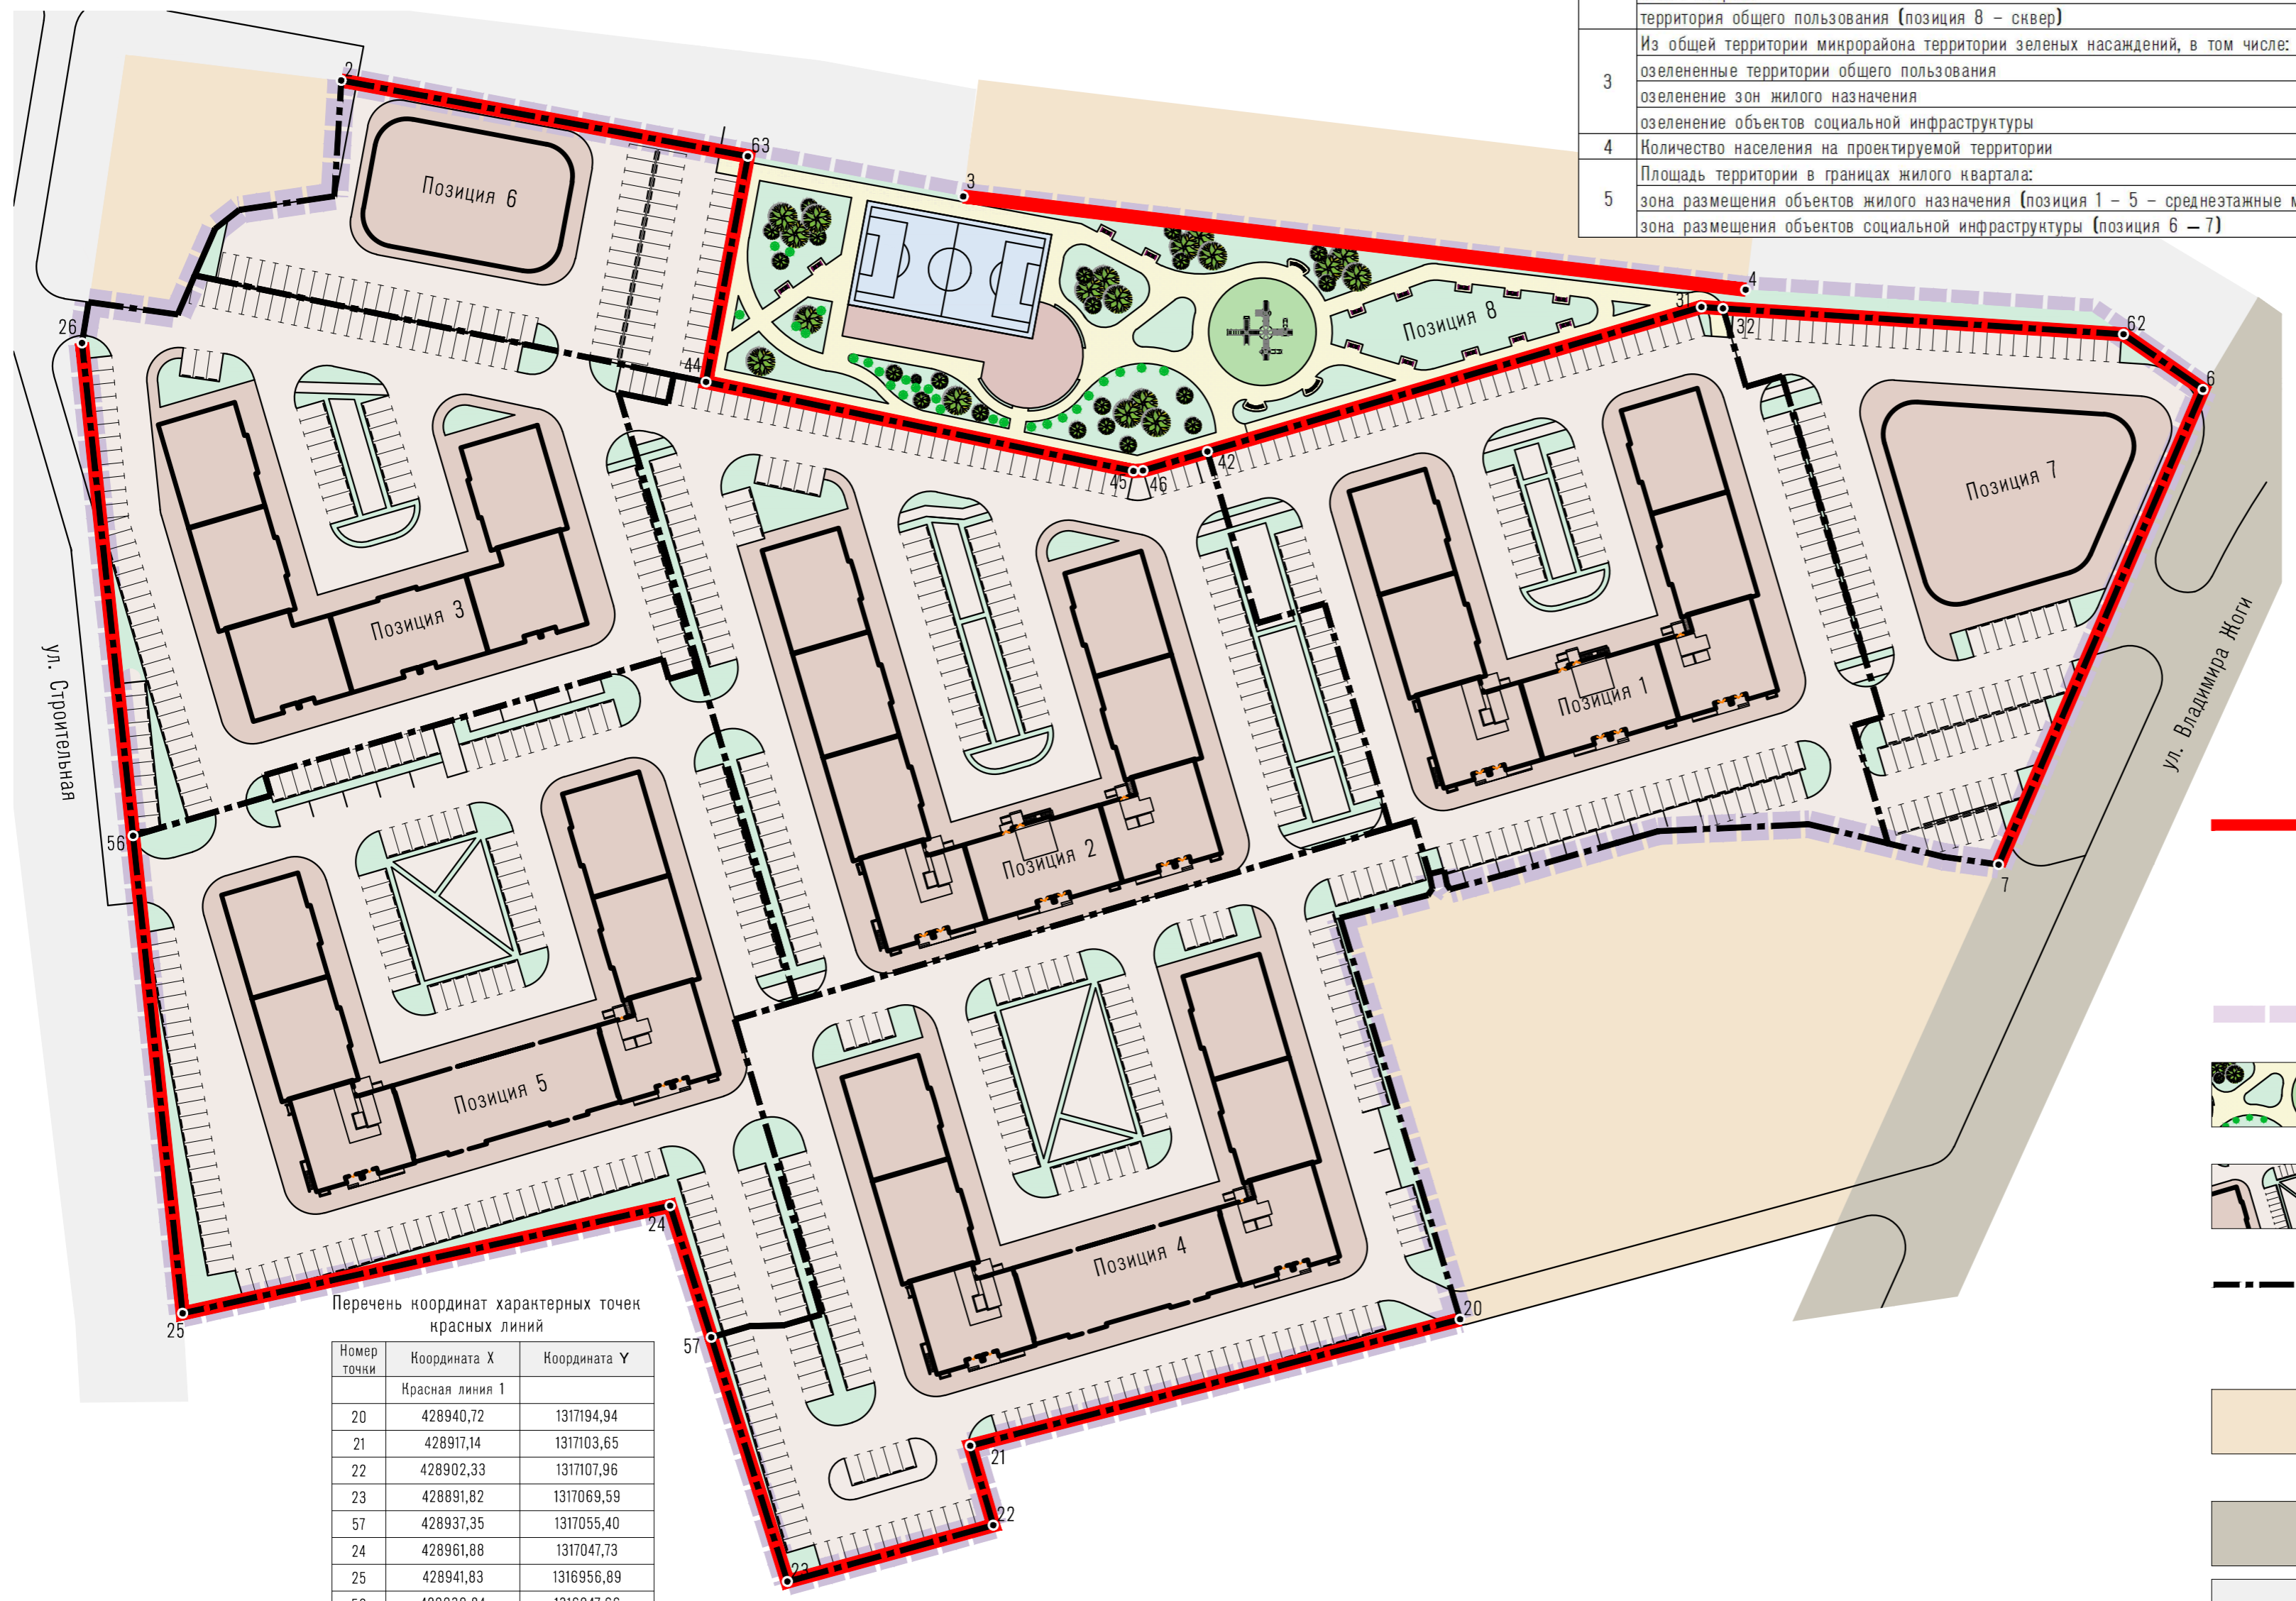 территория общего пользования (позиция 8 – сквер)
Из общей территории микрорайона территории зеленых насаждений, в том числе:
3
озелененные территории общего пользования
озеленение зон жилого назначения
озеленение объектов социальной инфраструктуры
4 Количество населения на проектируемой территории
Площадь территории в границах жилого квартала:
5
зона размещения объектов жилого назначения (позиция 1 – 5 – среднеэтажные
зона размещения объектов социальной инфраструктуры (позиция 6 – 7)
2
63
3
Позиция 6
4
31
32
62
26
Позиция 8
44
6
42
45
46
Позиция 7
Позиция 3
ул. Строительная
ул. Владимира Жоги
Позиция 1
56
Позиция 2
7
Позиция 5
24
Позиция 4
25
57
20
21
22
23
Перечень координат характерных точек
красных линий
Номер точки Координата X Координата Y
Красная линия 1
20 428940,72 1317194,94
21 428917,14 1317103,65
22 428902,33 1317107,96
23 428891,82 1317069,59
57 428937,35 1317055,40
24 428961,88 1317047,73
25 428941,83 1316956,89